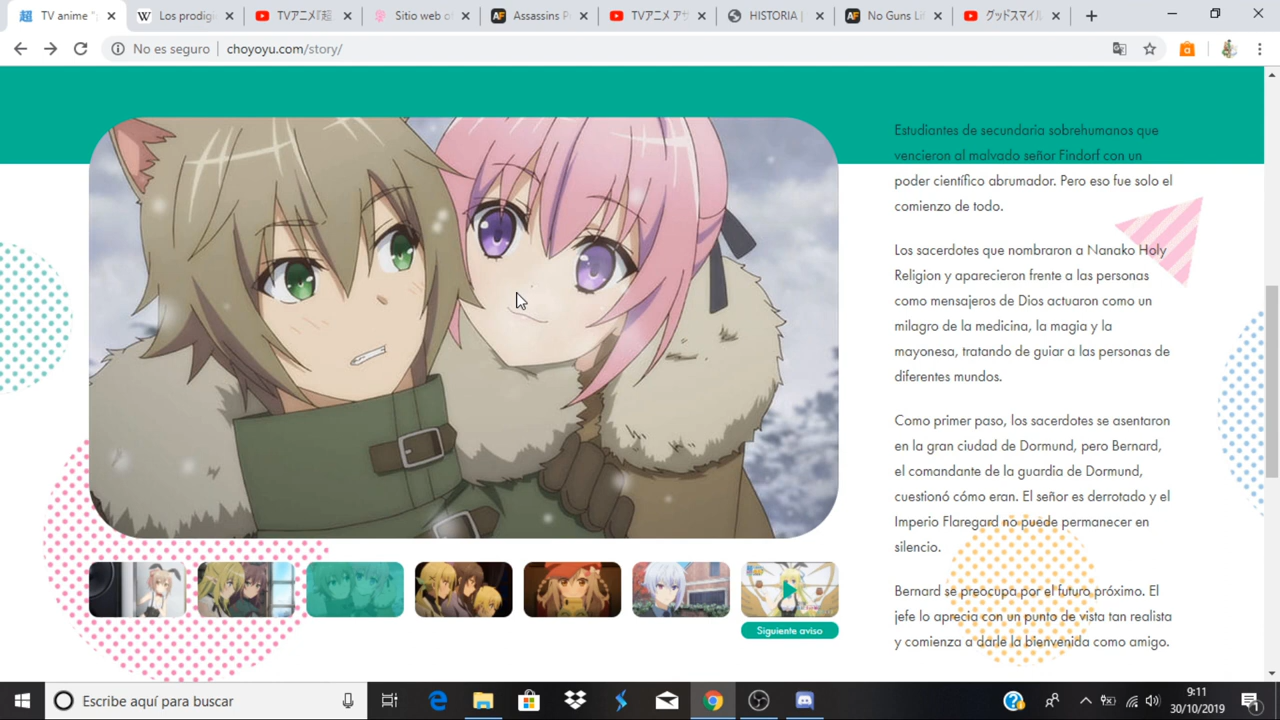 超 TV anime ";
Los prodigi
TVアニメ『超
Sitio web of
Assassins P
TVアニメ アサ
HISTORIA |
No Guns Lif
グッドスマイル
No es seguro
choyoyu.com/story/
Estudiantes de secundaria sobrehumanos que
vencieron al malvado señor Findorf con un
poder científico abrumador. Pero eso fue solo el
comienzo de todo.
Los sacerdotes que nombraron a Nanako Holy
Religion y aparecieron frente a las personas
como mensajeros de Dios actuaron como un
milagro de la medicina, la magia y la
mayonesa, tratando de guiar a las personas de
diferentes mundos.
Como primer paso, los sacerdotes se asentaron
en la gran ciudad de Dormund, pero Bernard,
el comandante de la guardia de Dormund,
cuestionó cómo eran. El señor es derrotado y el
Imperio Flaregard no puede permanecer en
silencio.
Bernard se preocupa por el futuro próximo. El
jefe lo aprecia con un punto de vista tan realista
y comienza a darle la bienvenida como amigo.
Siguiente aviso
Escribe aquí para buscar
9:11
30/10/2019